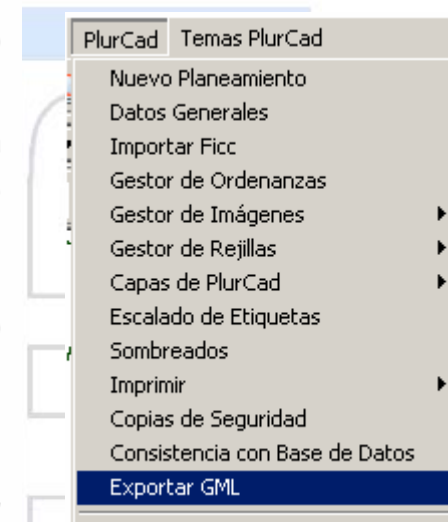 PlurCad Temas PlurCad
Nuevo Planeamiento
Datos Generales
Importar Ficc
Gestor de Ordenanzas
Gestor de Imágenes
Gestor de Rejillas
Capas de PlurCad
Escalado de Etiquetas
Sombreados
Imprimir
Copias de Seguridad
Consistencia con Base de Datos
Exportar GML